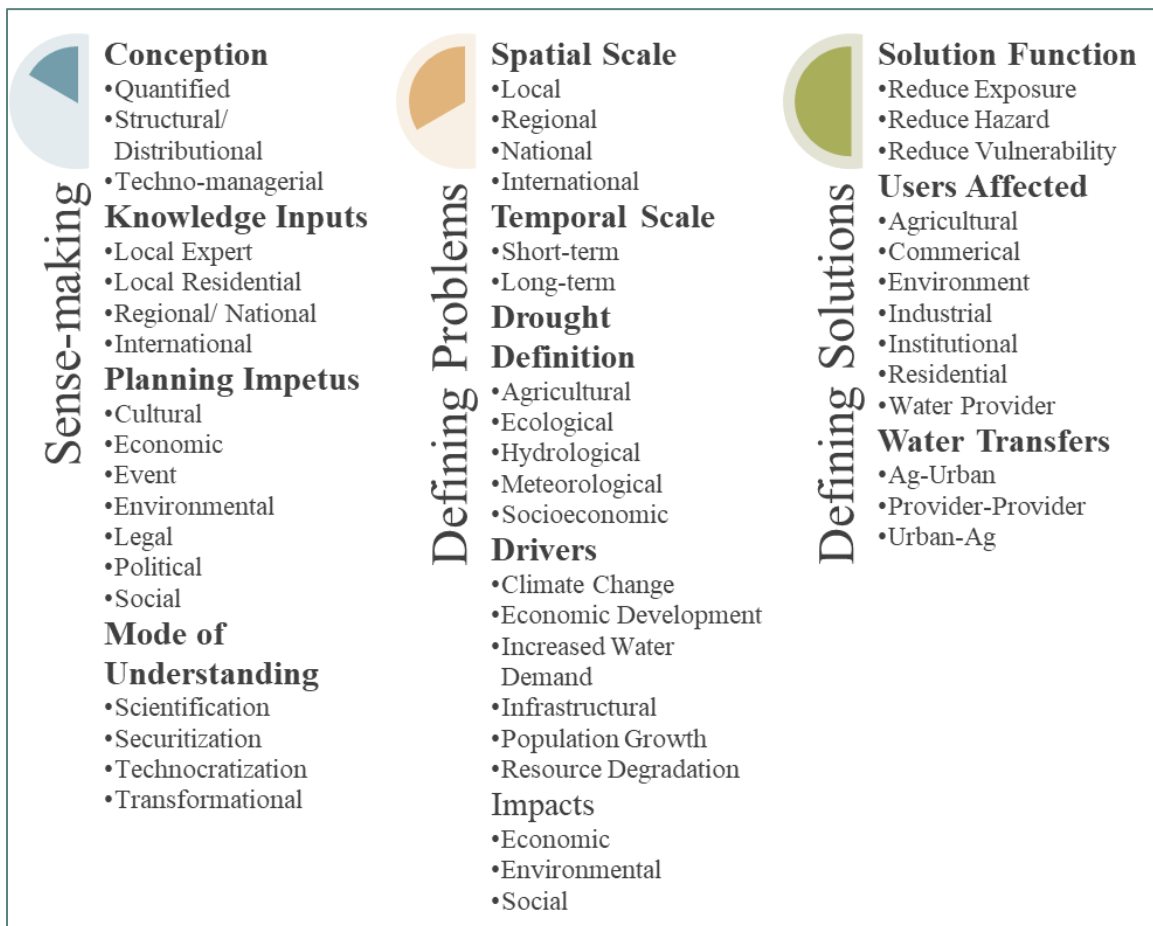 Sense-making
Conception
•Quantified
•Structural/
Distributional
•Techno-managerial
Knowledge Inputs
•Local Expert
•Local Residential
•Regional/ National
•International
Planning Impetus
•Cultural
•Economic
•Event
•Environmental
•Legal
•Political
•Social
Mode of
Understanding
•Scientification
•Securitization
•Technocratization
•Transformational
Defining Problems
Spatial Scale
•Local
•Regional
•National
•International
Temporal Scale
•Short-term
•Long-term
Drought
Definition
•Agricultural
•Ecological
•Hydrological
•Meteorological
•Socioeconomic
Drivers
•Climate Change
•Economic Development
•Increased Water
Demand
•Infrastructural
•Population Growth
•Resource Degradation
Impacts
•Economic
•Environmental
•Social
Defining Solutions
Solution Function
•Reduce Exposure
•Reduce Hazard
•Reduce Vulnerability
Users Affected
•Agricultural
•Commerical
•Environment
•Industrial
•Institutional
•Residential
•Water Provider
Water Transfers
•Ag-Urban
•Provider-Provider
•Urban-Ag